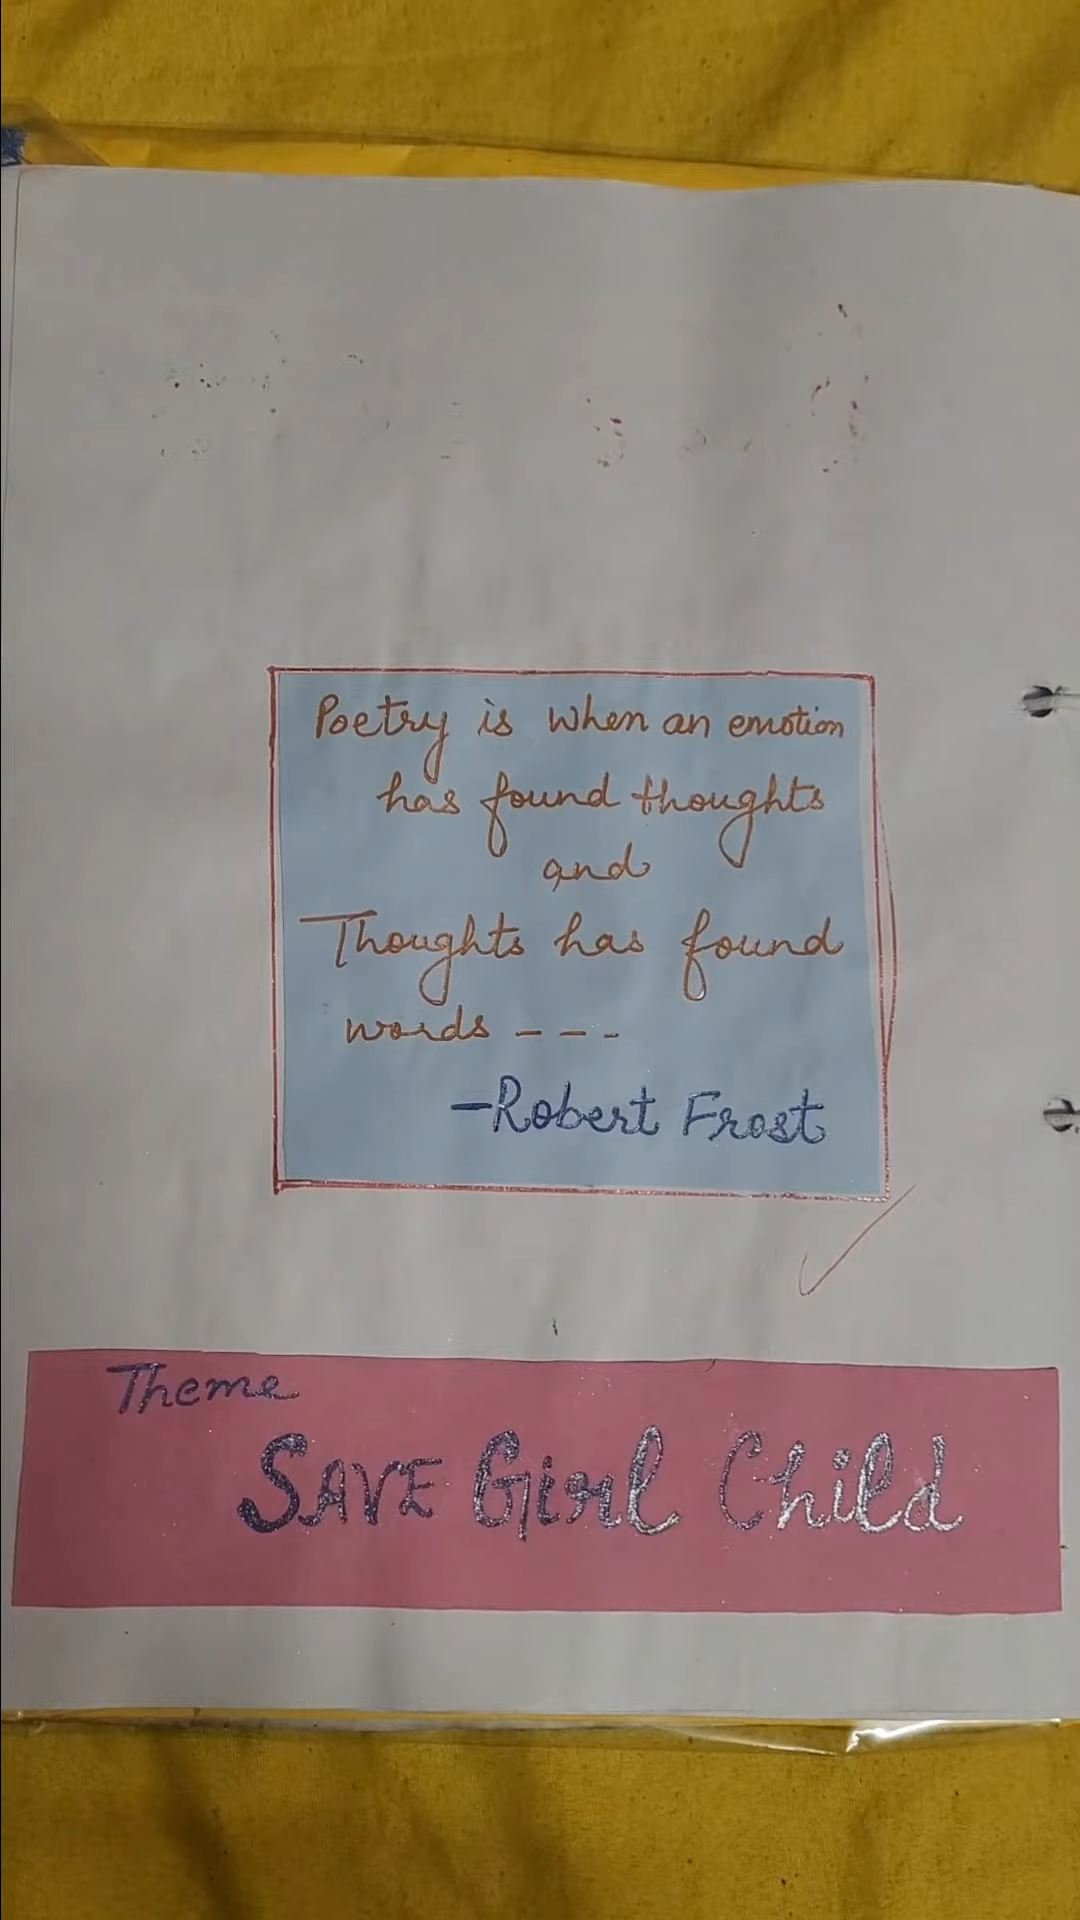 Poetry is when an emotion
has found thoughts
and
Thoughts has found
words - - -
-Robert Frost
Theme
SAVE Girl Child